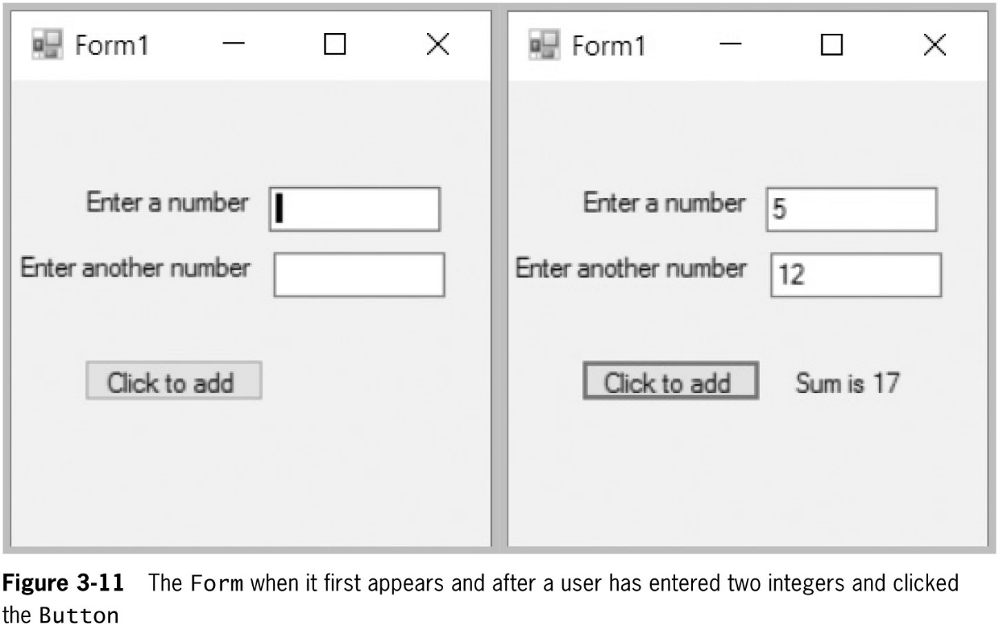 Form1
Enter a number
Enter another number
Click to add
Form1
Enter a number 5
Enter another number 12
Click to add Sum is 17
Figure 3-11 The Form when it first appears and after a user has entered two integers and clicked
the Button